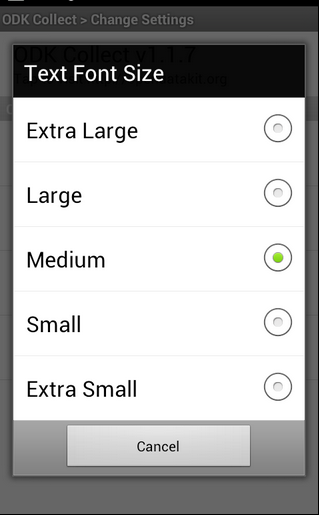 ODK Collect > Change Settings
ODK Collect v1.1.7
Text Font Size
Extra Large
Large
Medium
Small
Extra Small
Cancel